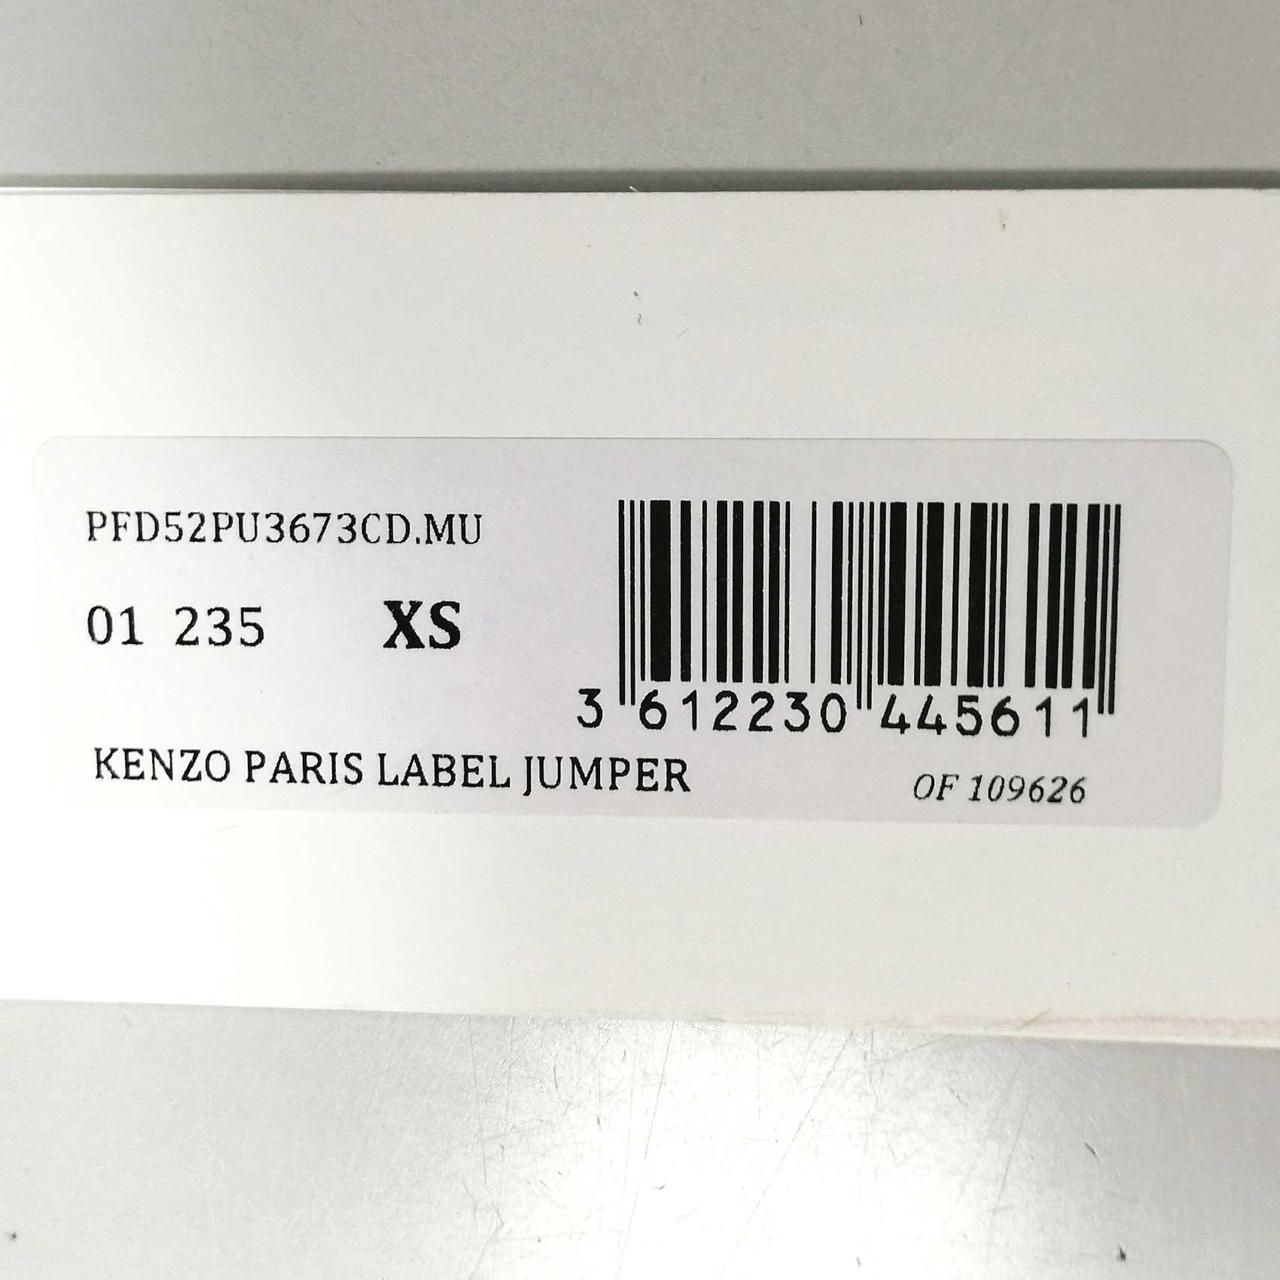 PFD52PU3673CD.MU
01 235 XS
3 612230 445611
KENZO PARIS LABEL JUMPER
OF 109626